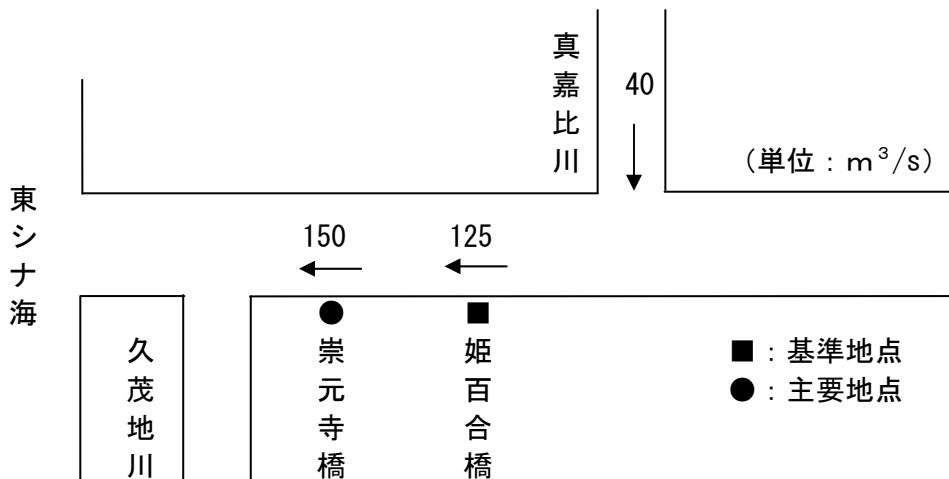 真嘉比川
40
(単位:m³/s)
東シナ海
150
125
久茂地川
崇元寺橋
姫百合橋
■:基準地点
●:主要地点